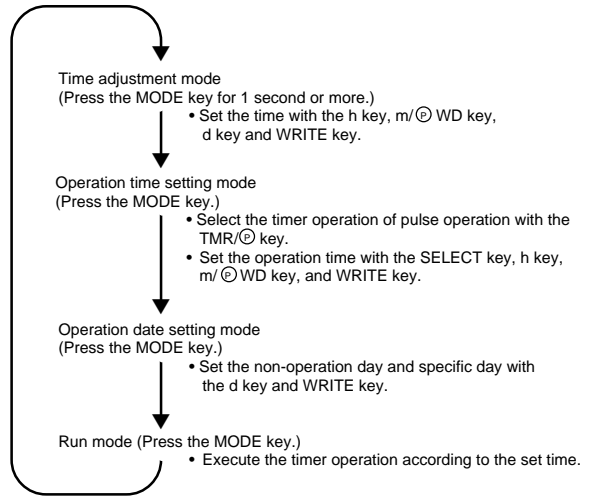 Time adjustment mode
(Press the MODE key for 1 second or more.)
• Set the time with the h key, m/Ⓟ WD key,
d key and WRITE key.
Operation time setting mode
(Press the MODE key.)
• Select the timer operation of pulse operation with the
TMR/Ⓟ key.
• Set the operation time with the SELECT key, h key,
m/Ⓟ WD key, and WRITE key.
Operation date setting mode
(Press the MODE key.)
• Set the non-operation day and specific day with
the d key and WRITE key.
Run mode (Press the MODE key.)
• Execute the timer operation according to the set time.